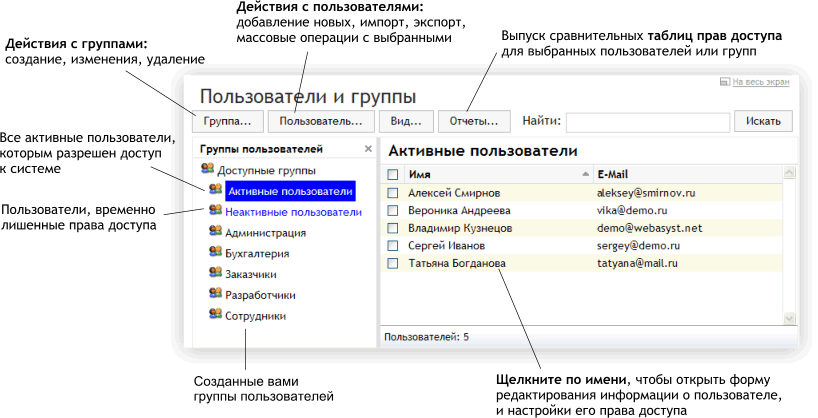 Действия с пользователями:
добавление новых, импорт, экспорт,
массовые операции с выбранными
Действия с группами:
создание, изменения, удаление
Выпуск сравнительных таблиц прав доступа
для выбранных пользователей или групп
На весь экран
Пользователи и группы
Группа... Пользователь... Вид... Отчеты... Найти: Искать
Все активные пользователи,
которым разрешен доступ
к системе
Пользователи, временно
лишенные права доступа
Группы пользователей ×
Доступные группы
Активные пользователи
Неактивные пользователи
Администрация
Бухгалтерия
Заказчики
Разработчики
Сотрудники
Активные пользователи
Имя E-Mail
Алексей Смирнов aleksey@smirnov.ru
Вероника Андреева vika@demo.ru
Владимир Кузнецов demo@webasyst.net
Сергей Иванов sergey@demo.ru
Татьяна Богданова tatyana@mail.ru
Пользователей: 5
Созданные вами
группы пользователей
Щелкните по имени, чтобы открыть форму
редактирования информации о пользователе,
и настройки его права доступа